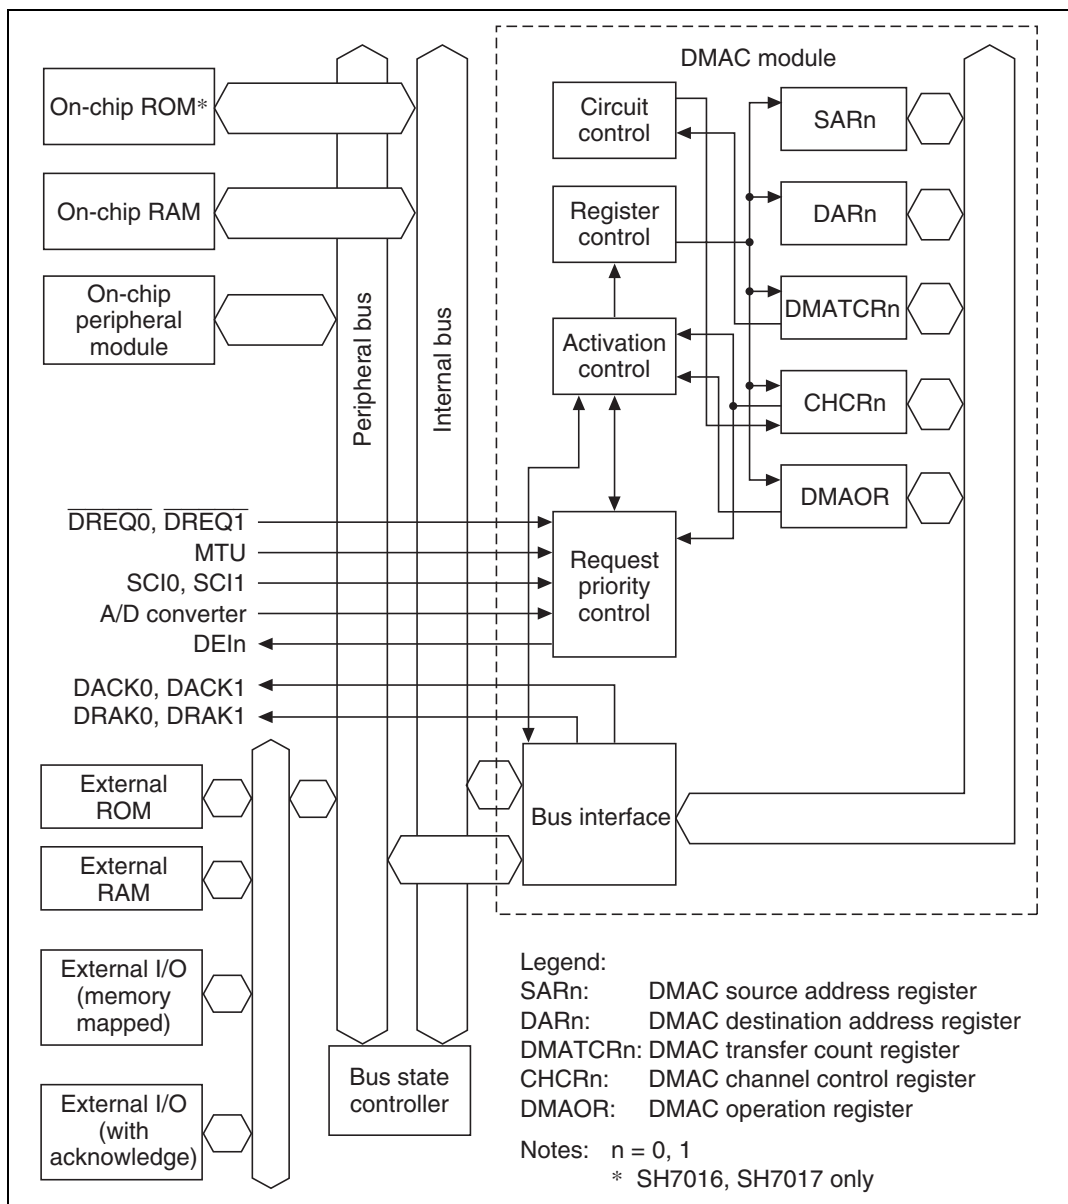 DMAC module
On-chip ROM*
Circuit
control
SARn
On-chip RAM
Register
control
DARn
On-chip
peripheral
module
Peripheral bus
Internal bus
Activation
control
DMATCRn
CHCRn
DMAOR
DREQ0, DREQ1
MTU
SCI0, SCI1
A/D converter
DEIn
Request
priority
control
DACK0, DACK1
DRAK0, DRAK1
External
ROM
Bus interface
External
RAM
External I/O
(memory
mapped)
External I/O
(with
acknowledge)
Bus state
controller
Legend:
SARn: DMAC source address register
DARn: DMAC destination address register
DMATCRn: DMAC transfer count register
CHCRn: DMAC channel control register
DMAOR: DMAC operation register
Notes: n = 0, 1
* SH7016, SH7017 only